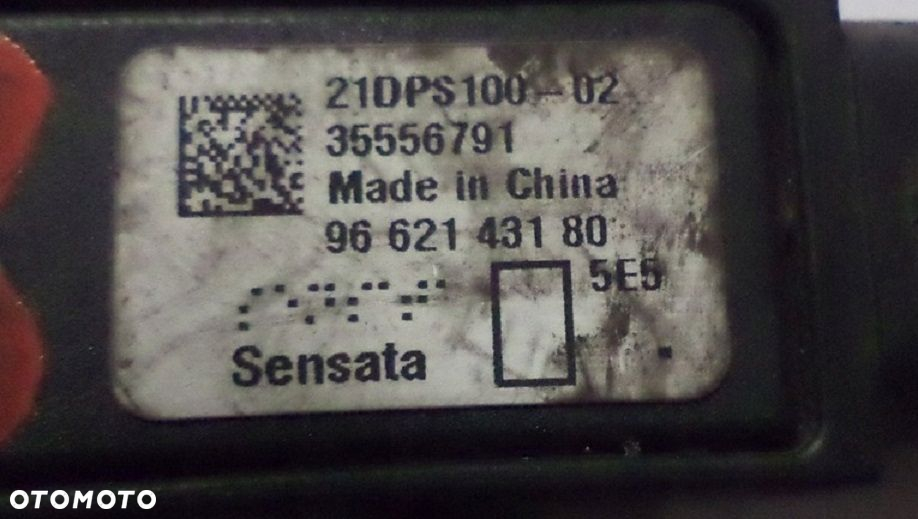 21DPS100-02
35556791
Made in China
96 621 431 80
5E5
Sensata
OTOMOTO